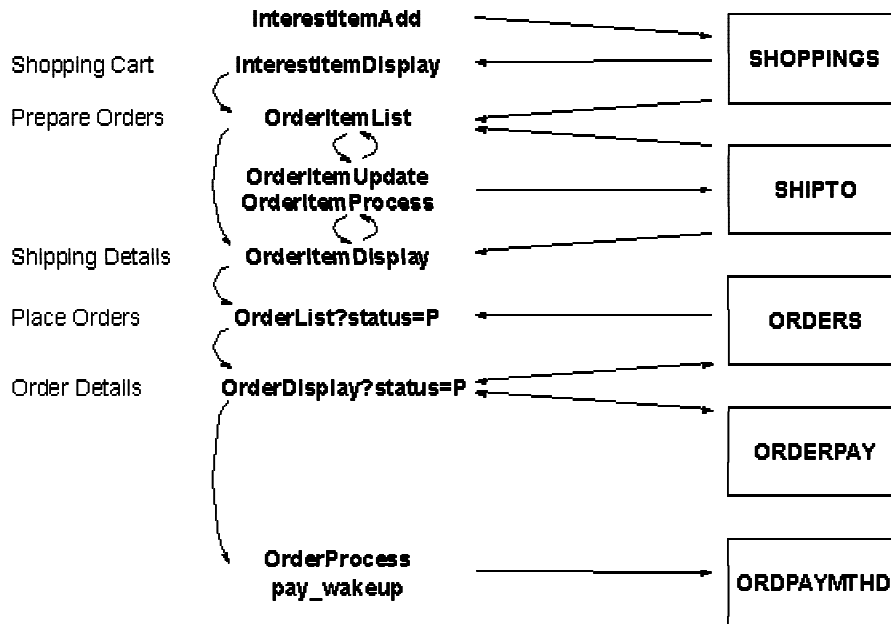 InterestItemAdd
SHOPPINGS
Shopping Cart
InterestItemDisplay
Prepare Orders
OrderItemList
OrderItemUpdate
OrderItemProcess
SHIPTO
Shipping Details
OrderItemDisplay
Place Orders
OrderList?status=P
ORDERS
Order Details
OrderDisplay?status=P
ORDERPAY
OrderProcess
pay_wakeup
ORDPAYMTHD